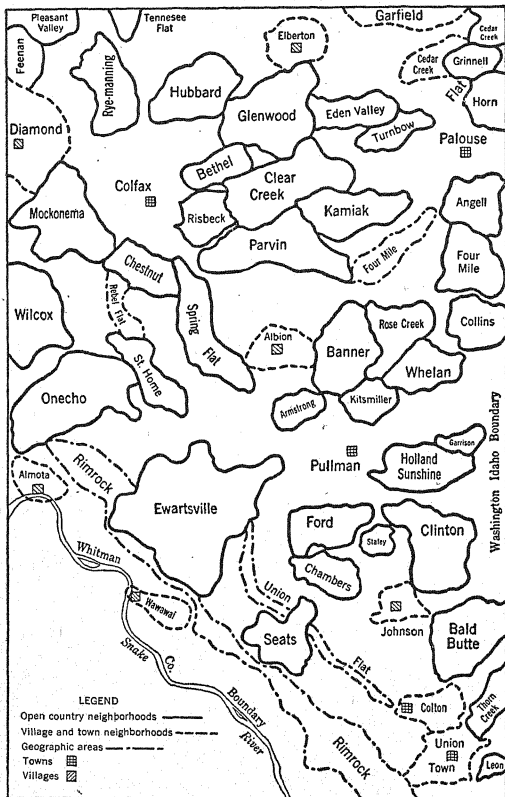 Pleasant
Valley
Tennesee
Flat
Garfield
Cedar
Creek
Feenan
Elberton
Cedar
Creek
Grinnell
Rye-manning
Hubbard
Flat
Horn
Glenwood
Eden Valley
Diamond
Turnbow
Palouse
Bethel
Clear
Creek
Colfax
Mockonema
Risbeck
Kamiak
Angell
Parvin
Four Mile
Four
Mile
Chestnut
Rebel
Flat
Spring
Flat
Wilcox
Albion
Banner
Rose Creek
Collins
Whelan
St. Home
Onecho
Armstrong
Kitsmiller
Garrison
Pullman
Holland
Sunshine
Washington Idaho Boundary
Rimrock
Almota
Ewartsville
Ford
Staley
Clinton
Chambers
Whitman
Union
Wawawai
Johnson
Bald
Butte
Seats
Snake
Co.
Flat
Boundary
River
Colton
Thorn
Creek
Rimrock
Union
Town
Leon
LEGEND
Open country neighborhoods
Village and town neighborhoods
Geographic areas
Towns
Villages